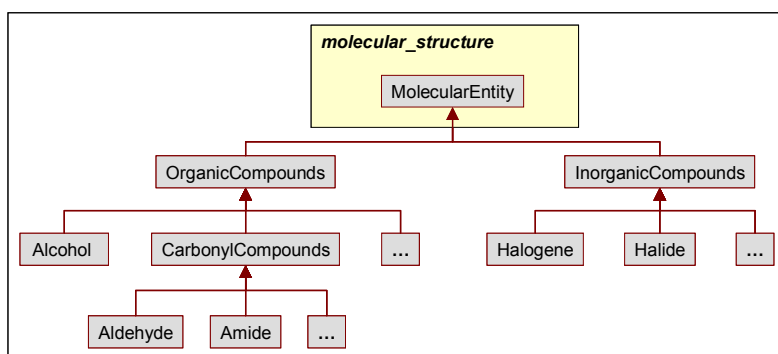 molecular_structure
MolecularEntity
OrganicCompounds
InorganicCompounds
Alcohol
CarbonylCompounds
...
Halogene
Halide
...
Aldehyde
Amide
...